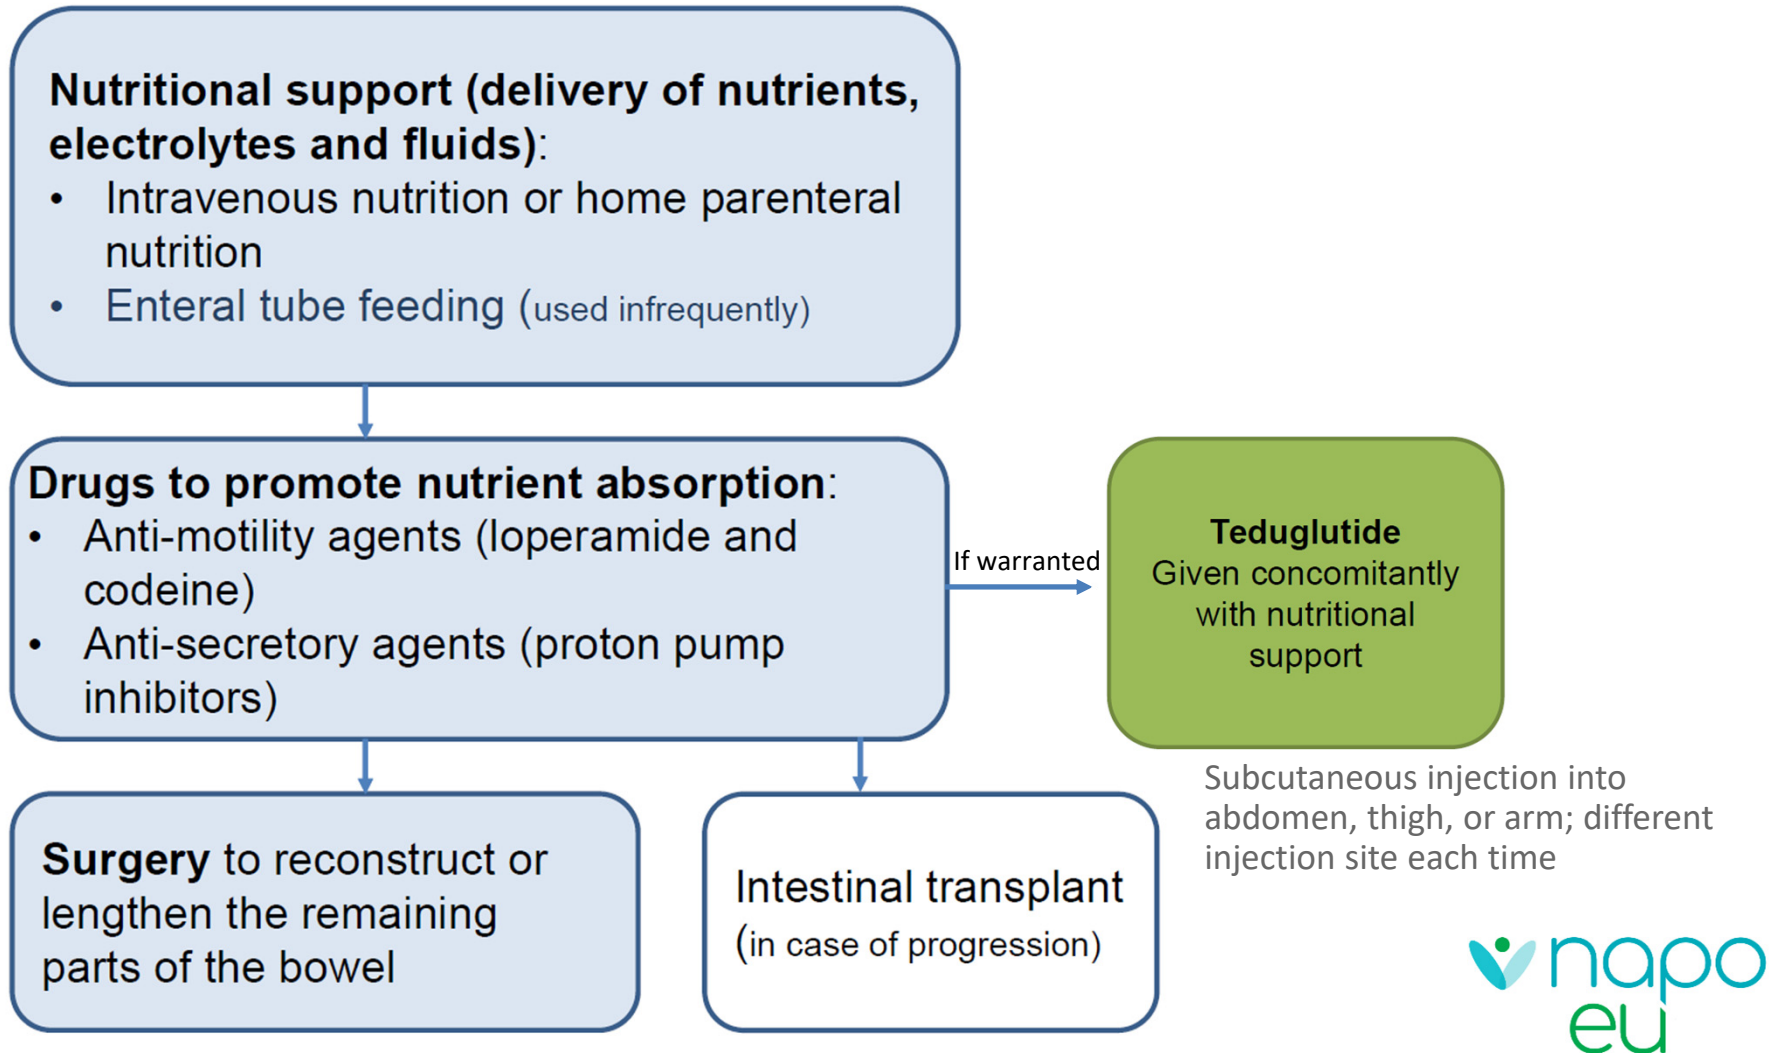 Nutritional support (delivery of nutrients,
electrolytes and fluids):
• Intravenous nutrition or home parenteral
nutrition
• Enteral tube feeding (used infrequently)
Drugs to promote nutrient absorption:
• Anti-motility agents (loperamide and
codeine)
• Anti-secretory agents (proton pump
inhibitors)
If warranted
Teduglutide
Given concomitantly
with nutritional
support
Subcutaneous injection into
abdomen, thigh, or arm; different
injection site each time
Surgery to reconstruct or
lengthen the remaining
parts of the bowel
Intestinal transplant
(in case of progression)
napo
eu